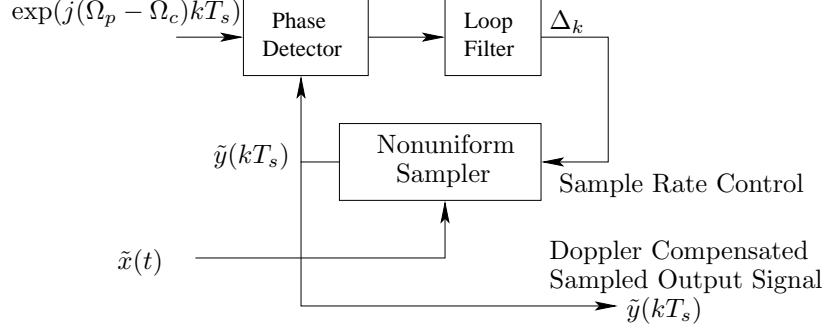 exp(j(Ω_p − Ω_c)kT_s)
Phase
Detector
Loop
Filter
Δ_k
ỹ(kT_s)
Nonuniform
Sampler
Sample Rate Control
x̃(t)
Doppler Compensated
Sampled Output Signal
ỹ(kT_s)